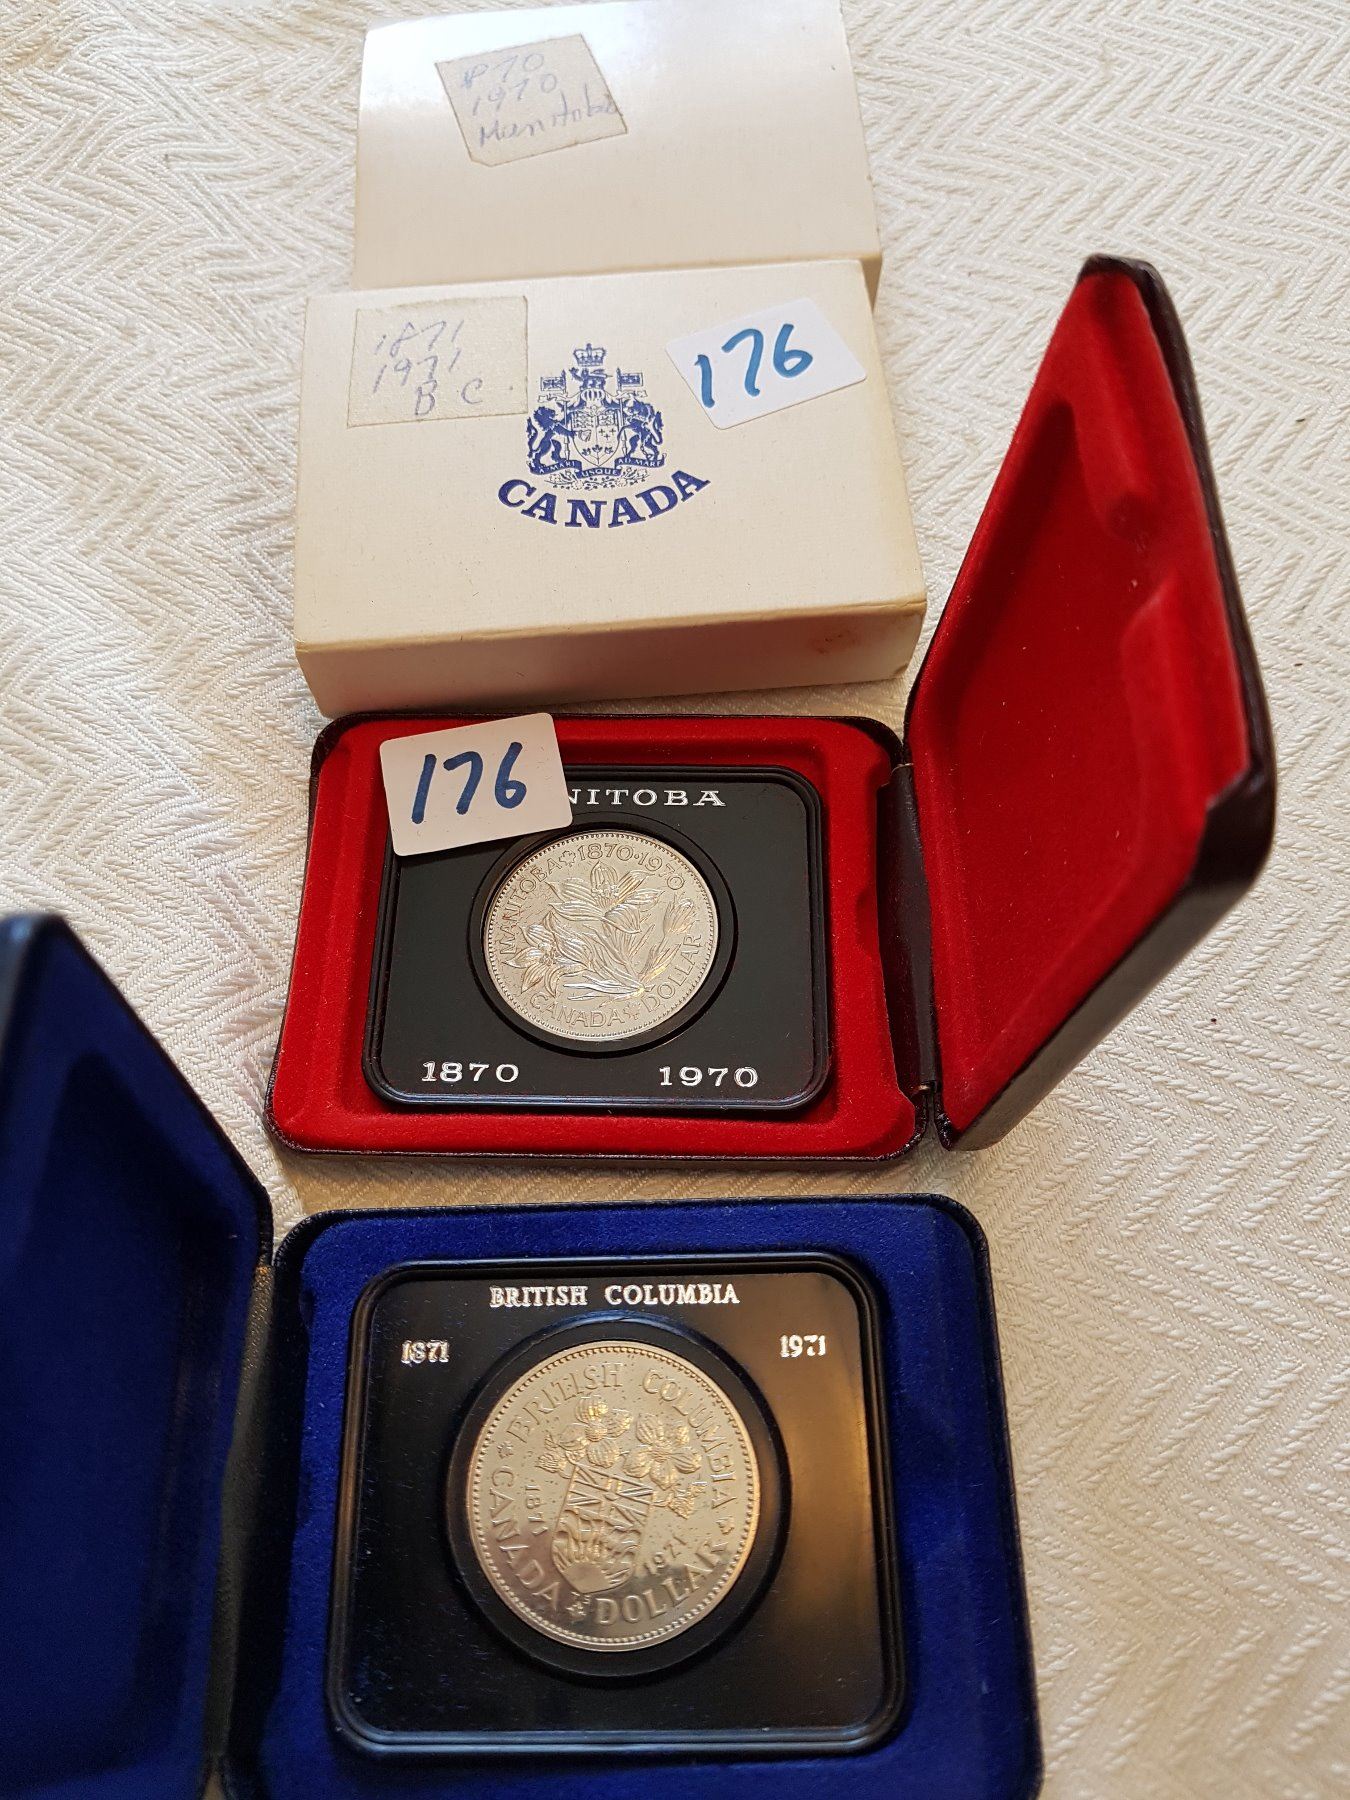 1970
Manitoba
1871
1971
B C
176
A MARI USQUE AD MARE
CANADA
176
NITOBA
MANITOBA 1870·1970
CANADA DOLLAR
1870 1970
BRITISH COLUMBIA
1871 1971
BRITISH COLUMBIA
1871 1971
CANADA DOLLAR